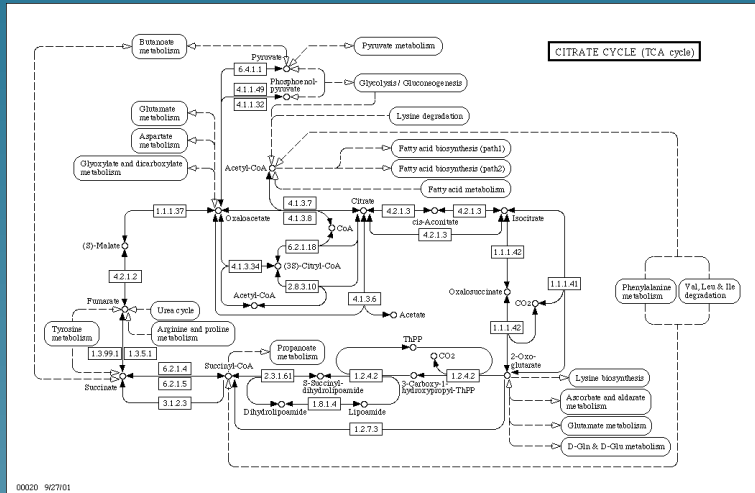 Butanoate
metabolism
Pyruvate
Pyruvate metabolism
CITRATE CYCLE (TCA cycle)
6.4.1.1
Phosphoenol-
pyruvate
4.1.1.49
4.1.1.32
Glycolysis / Gluconeogenesis
Glutamate
metabolism
Lysine degradation
Aspartate
metabolism
Glyoxylate and dicarboxylate
metabolism
Acetyl-CoA
Fatty acid biosynthesis (path1)
Fatty acid biosynthesis (path2)
Fatty acid metabolism
1.1.1.37
Oxaloacetate
4.1.3.7
4.1.3.8
Citrate
4.2.1.3
cis-Aconitate
4.2.1.3
Isocitrate
4.2.1.3
CoA
6.2.1.18
(S)-Malate
4.1.3.34
(3S)-Citryl-CoA
2.8.3.10
1.1.1.42
Oxalosuccinate
1.1.1.41
CO2
4.2.1.2
Acetyl-CoA
4.1.3.6
Acetate
Phenylalanine
metabolism
Val, Leu & Ile
degradation
Fumarate
Urea cycle
Tyrosine
metabolism
Arginine and proline
metabolism
1.1.1.42
1.3.99.1
1.3.5.1
Propanoate
metabolism
ThPP
CO2
2-Oxo-
glutarate
6.2.1.4
6.2.1.5
Succinyl-CoA
2.3.1.61
S-Succinyl-
dihydrolipoamide
1.2.4.2
3-Carboxy-1-
hydroxypropyl-ThPP
1.2.4.2
Lysine biosynthesis
Succinate
3.1.2.3
Dihydrolipoamide
1.8.1.4
Lipoamide
Ascorbate and aldarate
metabolism
Glutamate metabolism
1.2.7.3
D-Gln & D-Glu metabolism
00020 9/27/01